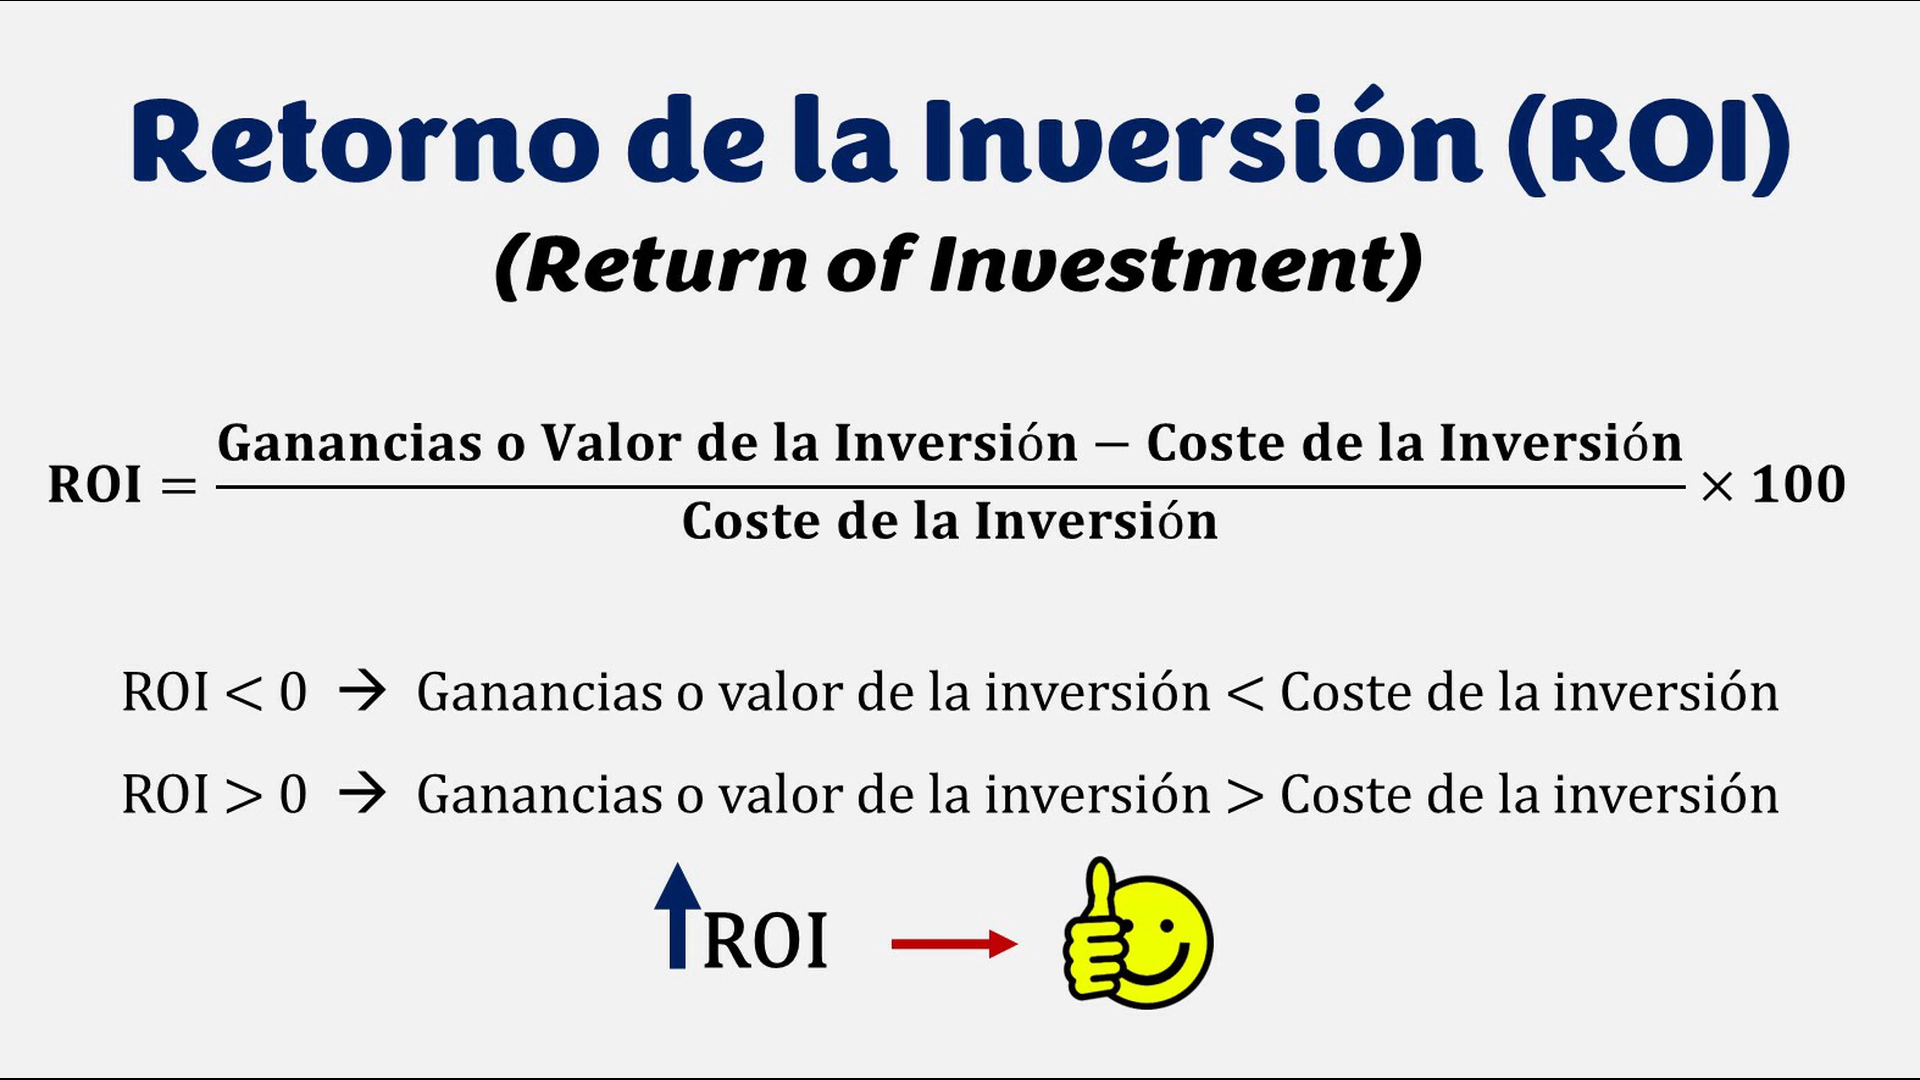 Retorno de la Inversión (ROI)
(Return of Investment)
ROI = Ganancias o Valor de la Inversión − Coste de la Inversión / Coste de la Inversión × 100
ROI < 0 → Ganancias o valor de la inversión < Coste de la inversión
ROI > 0 → Ganancias o valor de la inversión > Coste de la inversión
ROI